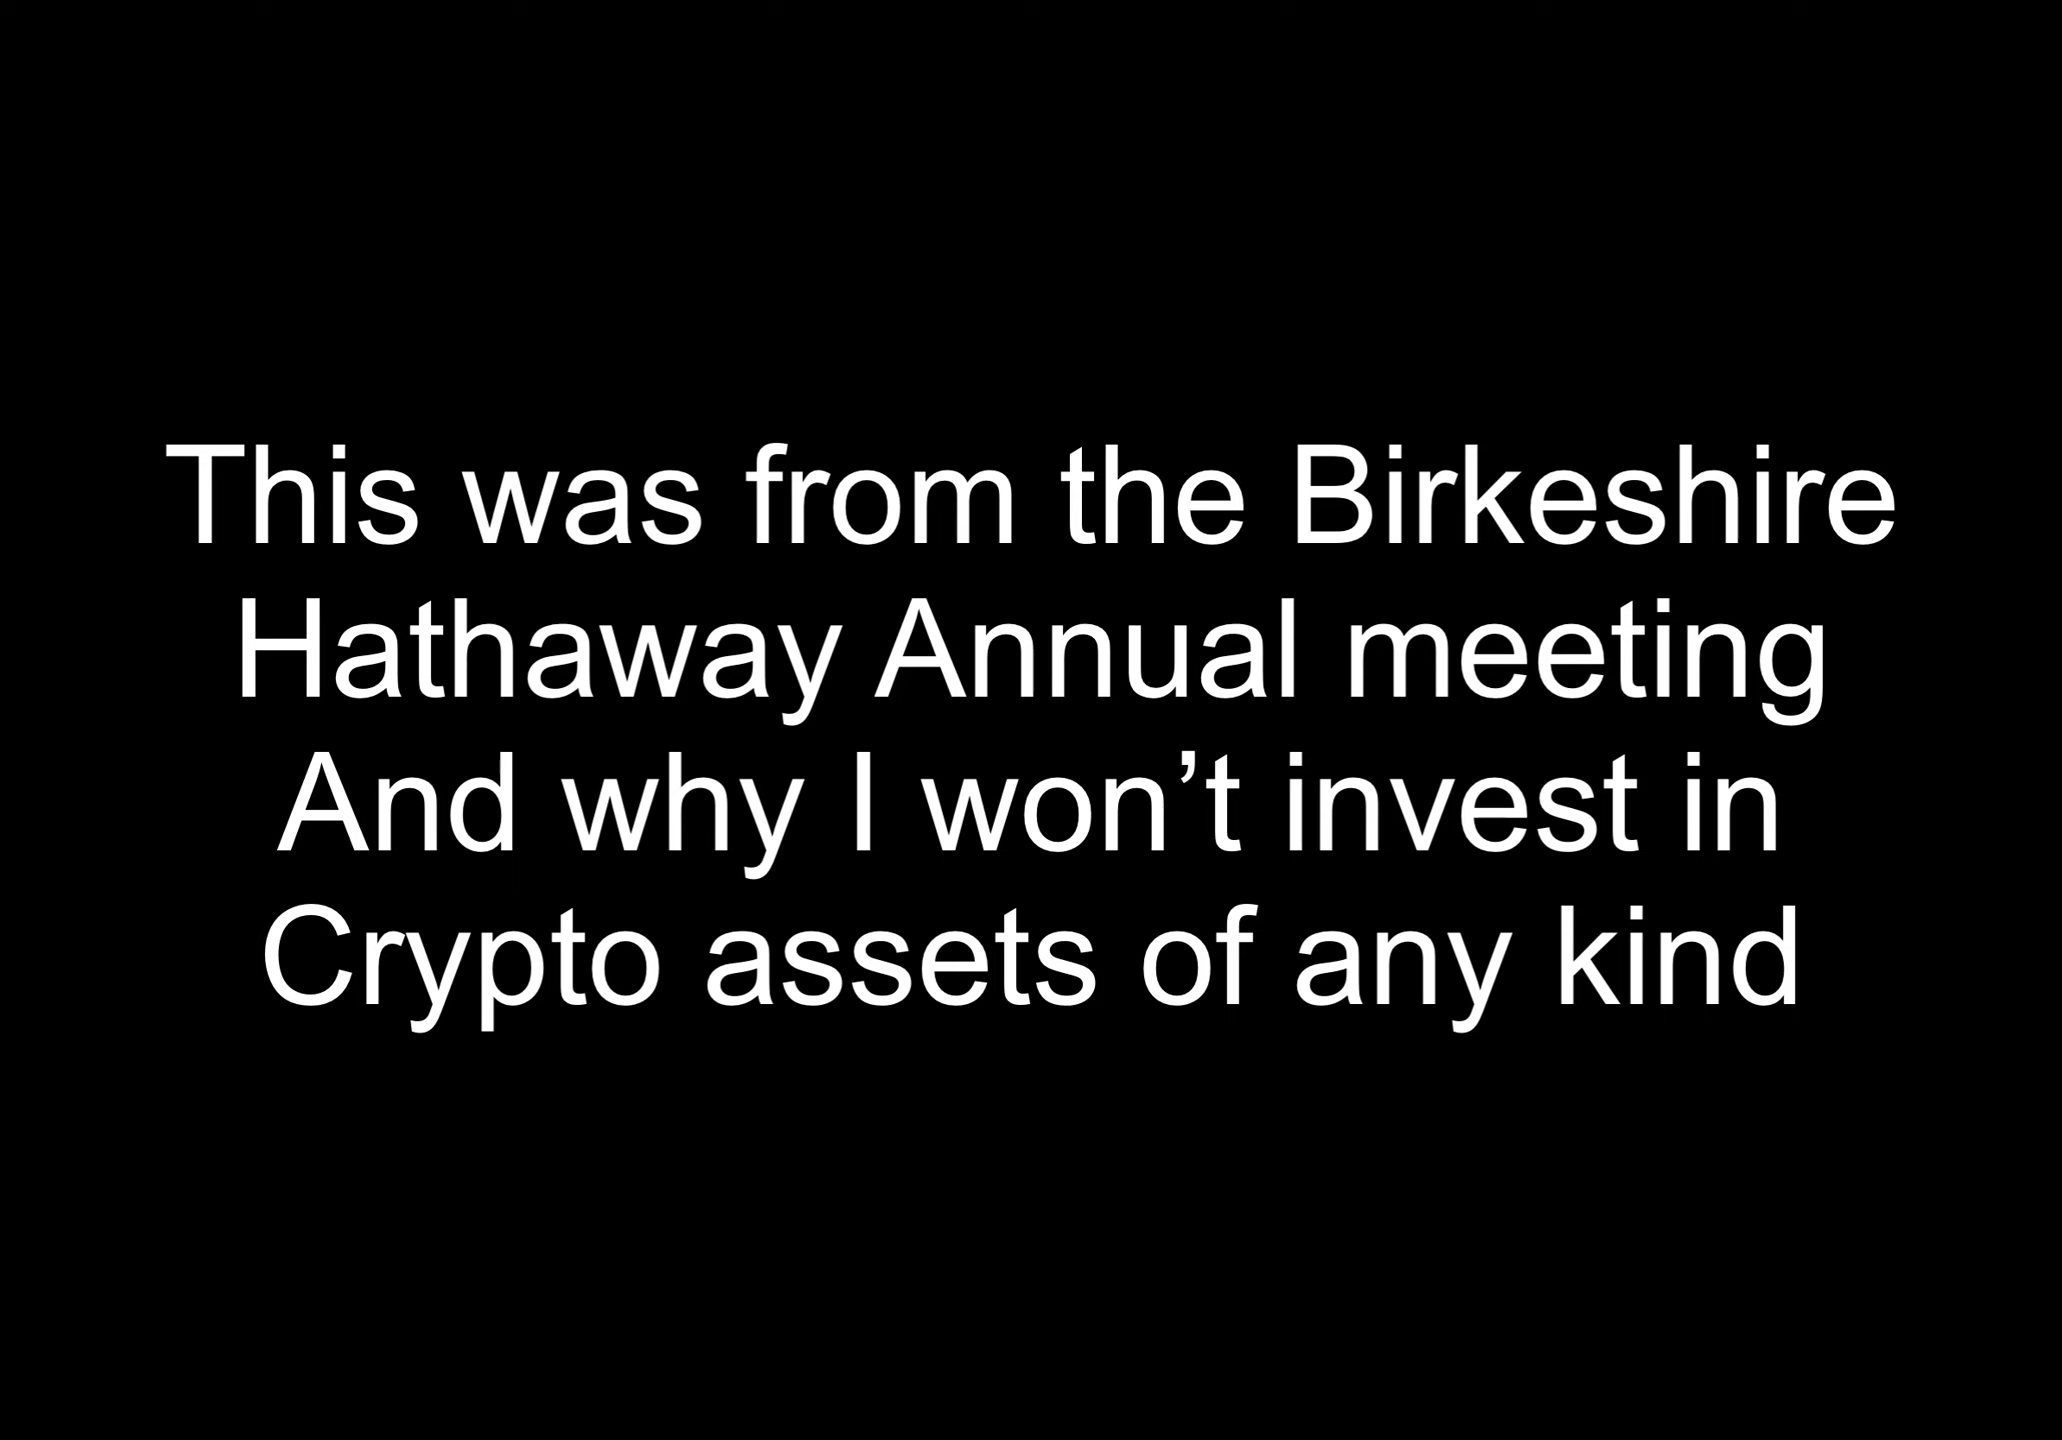 This was from the Birkeshire
Hathaway Annual meeting
And why I won’t invest in
Crypto assets of any kind